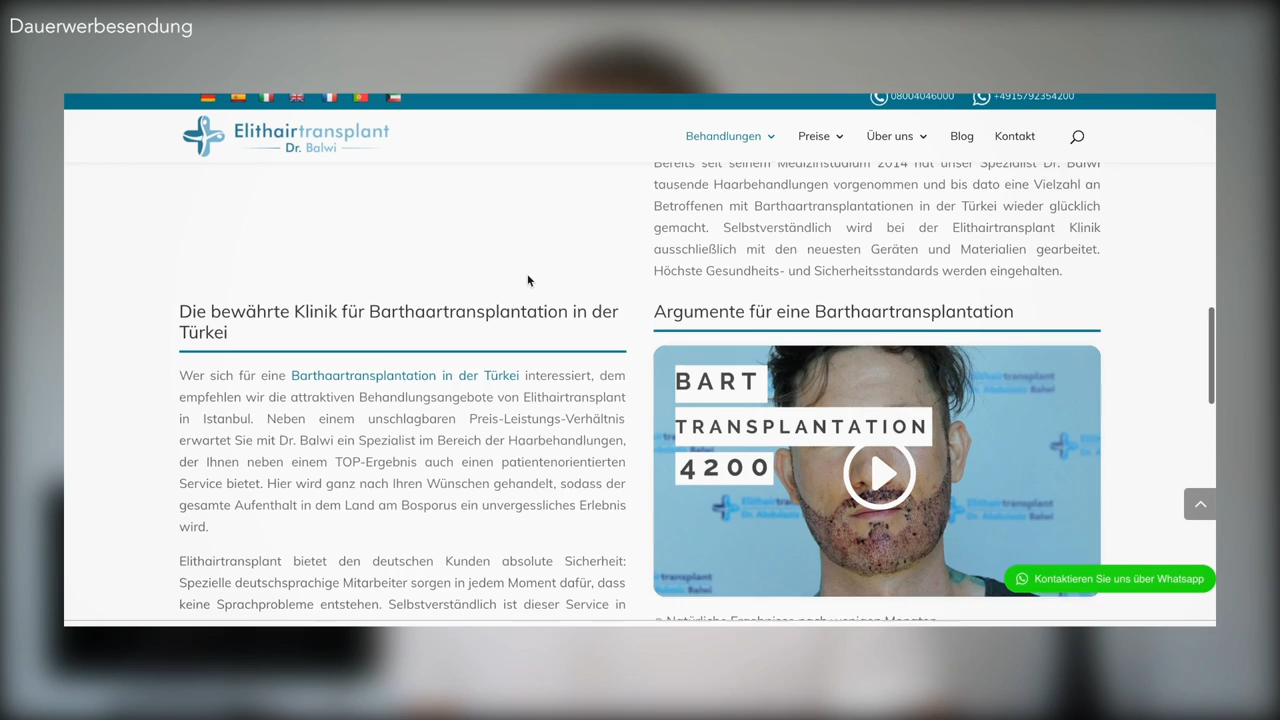 Dauerwerbesendung
08004046000
+4915792354200
Elithairtransplant
Dr. Balwi
Behandlungen
Preise
Über uns
Blog
Kontakt
Bereits seit seinem Medizinstudium 2014 hat unser Spezialist Dr. Balwi
tausende Haarbehandlungen vorgenommen und bis dato eine Vielzahl an
Betroffenen mit Barthaartransplantationen in der Türkei wieder glücklich
gemacht. Selbstverständlich wird bei der Elithairtransplant Klinik
ausschließlich mit den neuesten Geräten und Materialien gearbeitet.
Höchste Gesundheits- und Sicherheitsstandards werden eingehalten.
Die bewährte Klinik für Barthaartransplantation in der
Türkei
Wer sich für eine Barthaartransplantation in der Türkei interessiert, dem
empfehlen wir die attraktiven Behandlungsangebote von Elithairtransplant
in Istanbul. Neben einem unschlagbaren Preis-Leistungs-Verhältnis
erwartet Sie mit Dr. Balwi ein Spezialist im Bereich der Haarbehandlungen,
der Ihnen neben einem TOP-Ergebnis auch einen patientenorientierten
Service bietet. Hier wird ganz nach Ihren Wünschen gehandelt, sodass der
gesamte Aufenthalt in dem Land am Bosporus ein unvergessliches Erlebnis
wird.
Elithairtransplant bietet den deutschen Kunden absolute Sicherheit:
Spezielle deutschsprachige Mitarbeiter sorgen in jedem Moment dafür, dass
keine Sprachprobleme entstehen. Selbstverständlich ist dieser Service in
Argumente für eine Barthaartransplantation
BART
TRANSPLANTATION
4200
Kontaktieren Sie uns über Whatsapp
Natürliche Ergebnisse nach wenigen Monaten